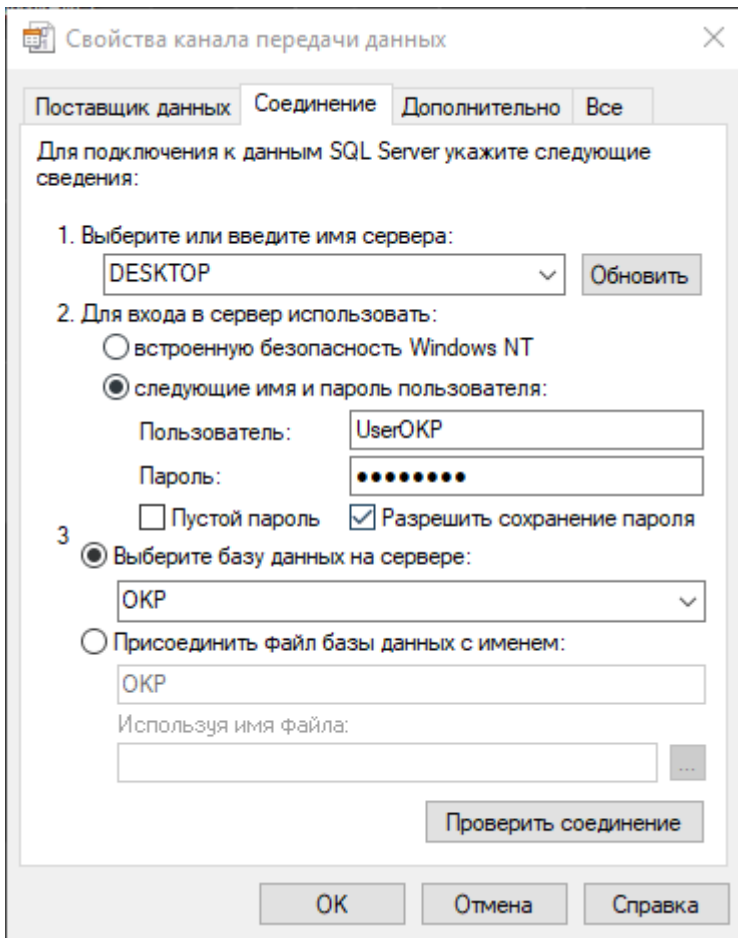 Свойства канала передачи данных
Поставщик данных Соединение Дополнительно Все
Для подключения к данным SQL Server укажите следующие
сведения:
1. Выберите или введите имя сервера:
DESKTOP Обновить
2. Для входа в сервер использовать:
встроенную безопасность Windows NT
следующие имя и пароль пользователя:
Пользователь: UserOKP
Пароль: ●●●●●●●●
Пустой пароль Разрешить сохранение пароля
3
Выберите базу данных на сервере:
OKP
Присоединить файл базы данных с именем:
OKP
Используя имя файла:
...
Проверить соединение
OK Отмена Справка